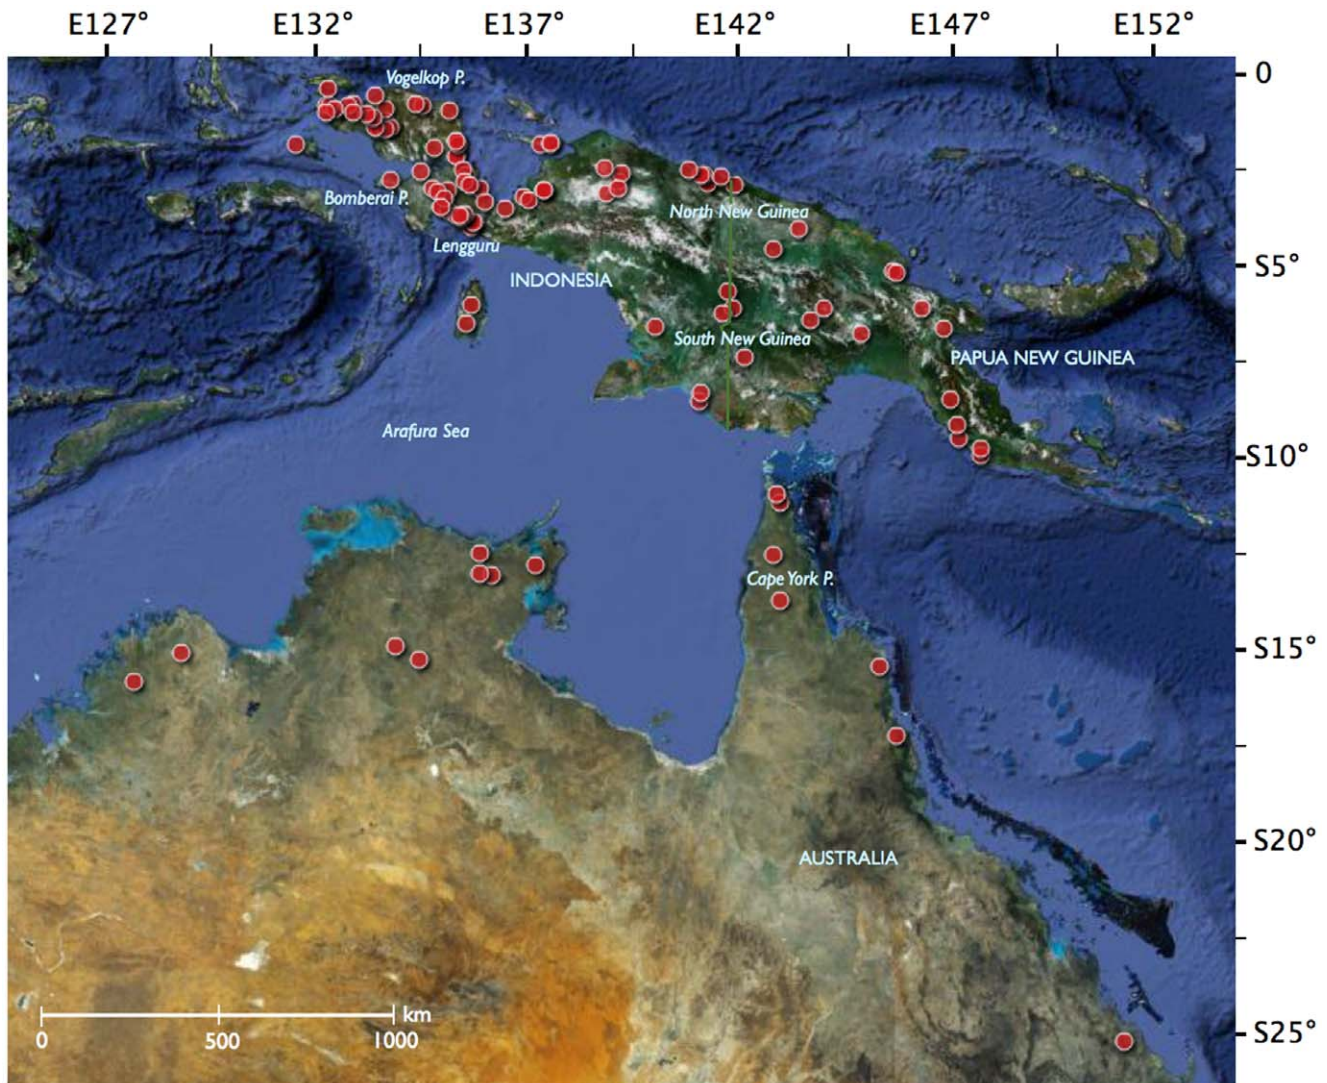 E127° E132° E137° E142° E147° E152°
0
Vogelkop P.
Bomberai P.
North New Guinea
Lengguru
S5°
INDONESIA
South New Guinea
PAPUA NEW GUINEA
Arafura Sea
S10°
Cape York P.
S15°
S20°
AUSTRALIA
km
0 500 1000
S25°